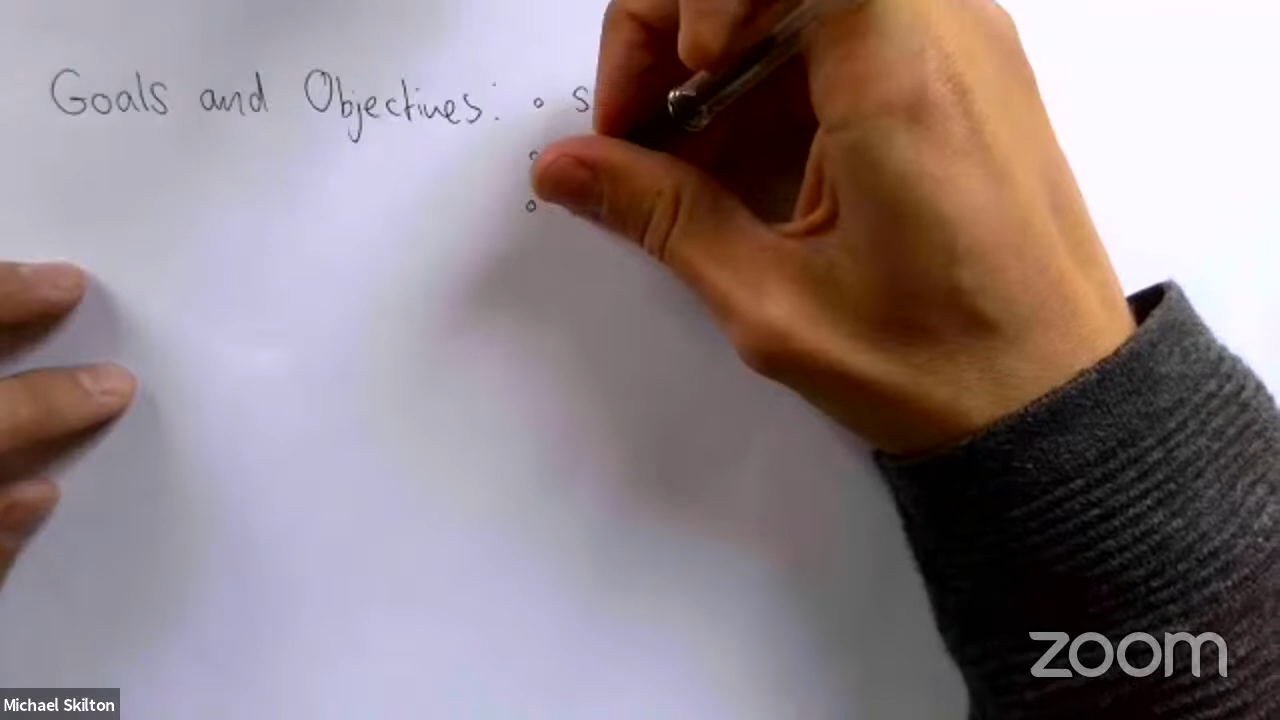 Goals and Objectives: ∘ S
∘
∘
zoom
Michael Skilton